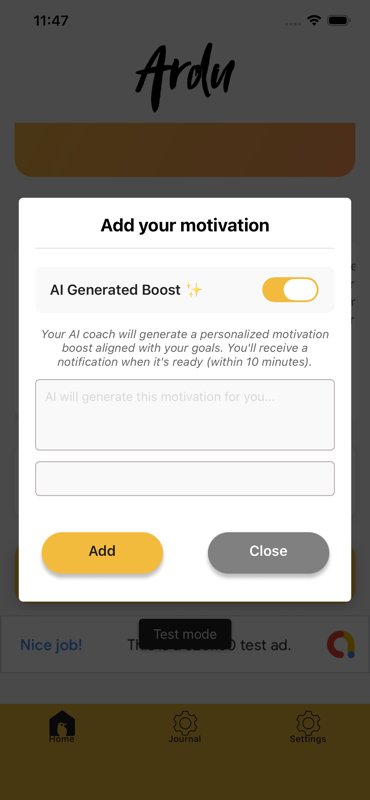 11:47
Ardu
Add your motivation
AI Generated Boost ✨
Your AI coach will generate a personalized motivation
boost aligned with your goals. You'll receive a
notification when it's ready (within 10 minutes).
AI will generate this motivation for you...
Add
Close
Test mode
Nice job!
test ad.
Home
Journal
Settings